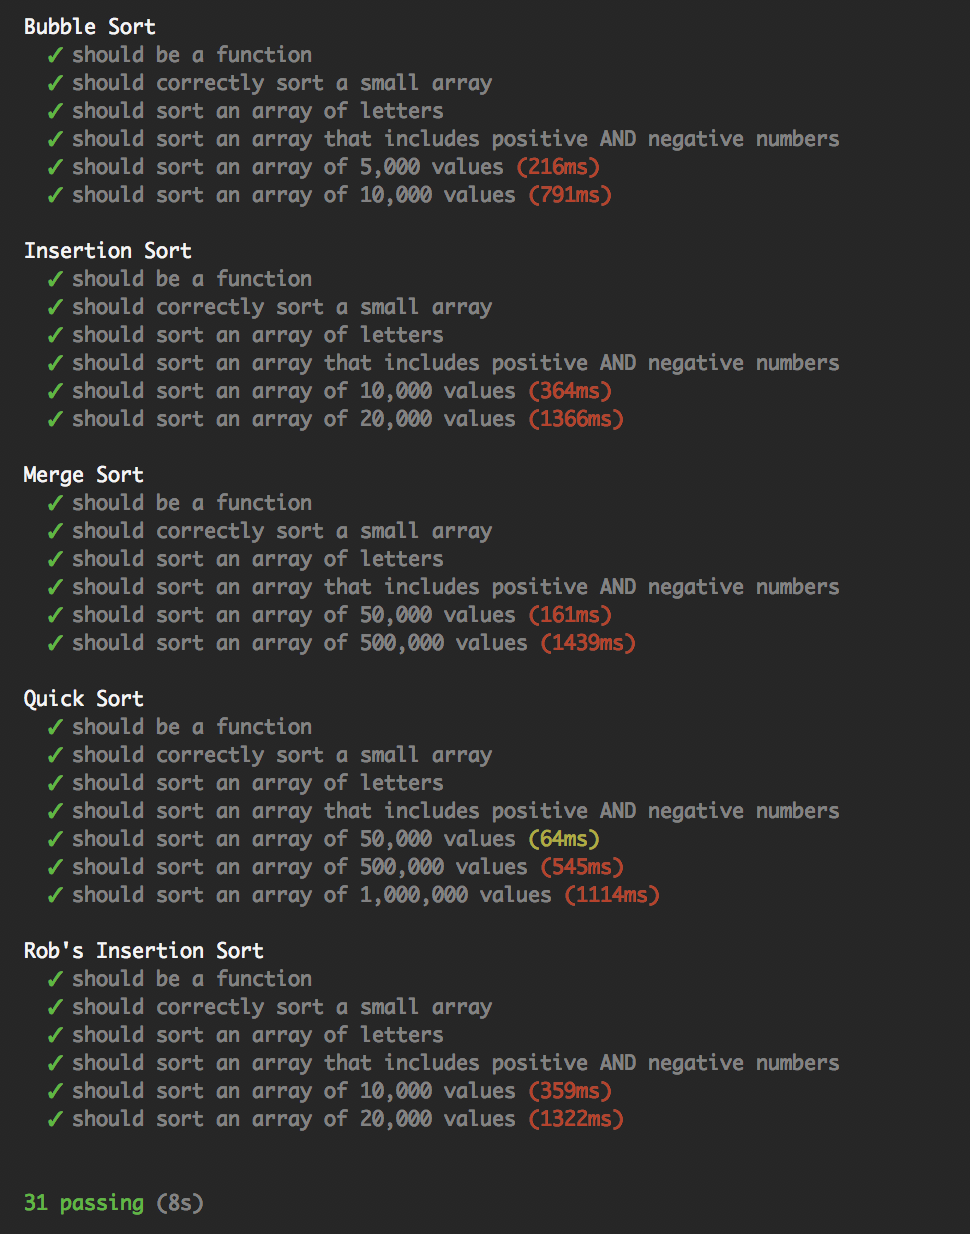 Bubble Sort
✓ should be a function
✓ should correctly sort a small array
✓ should sort an array of letters
✓ should sort an array that includes positive AND negative numbers
✓ should sort an array of 5,000 values (216ms)
✓ should sort an array of 10,000 values (791ms)
Insertion Sort
✓ should be a function
✓ should correctly sort a small array
✓ should sort an array of letters
✓ should sort an array that includes positive AND negative numbers
✓ should sort an array of 10,000 values (364ms)
✓ should sort an array of 20,000 values (1366ms)
Merge Sort
✓ should be a function
✓ should correctly sort a small array
✓ should sort an array of letters
✓ should sort an array that includes positive AND negative numbers
✓ should sort an array of 50,000 values (161ms)
✓ should sort an array of 500,000 values (1439ms)
Quick Sort
✓ should be a function
✓ should correctly sort a small array
✓ should sort an array of letters
✓ should sort an array that includes positive AND negative numbers
✓ should sort an array of 50,000 values (64ms)
✓ should sort an array of 500,000 values (545ms)
✓ should sort an array of 1,000,000 values (1114ms)
Rob's Insertion Sort
✓ should be a function
✓ should correctly sort a small array
✓ should sort an array of letters
✓ should sort an array that includes positive AND negative numbers
✓ should sort an array of 10,000 values (359ms)
✓ should sort an array of 20,000 values (1322ms)
31 passing (8s)